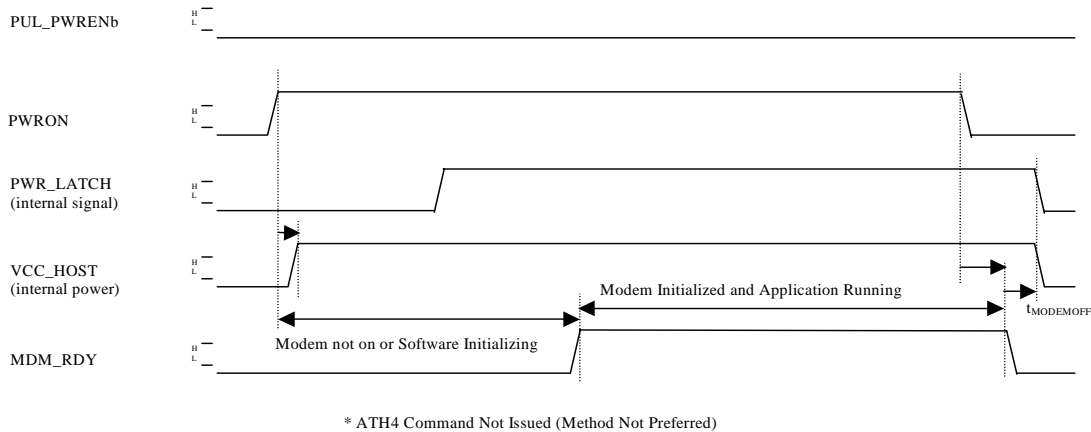 PUL_PWRENb
H
L
PWRON
H
L
PWR_LATCH
(internal signal)
H
L
VCC_HOST
(internal power)
H
L
Modem Initialized and Application Running
tMODEMOFF
Modem not on or Software Initializing
MDM_RDY
H
L
* ATH4 Command Not Issued (Method Not Preferred)